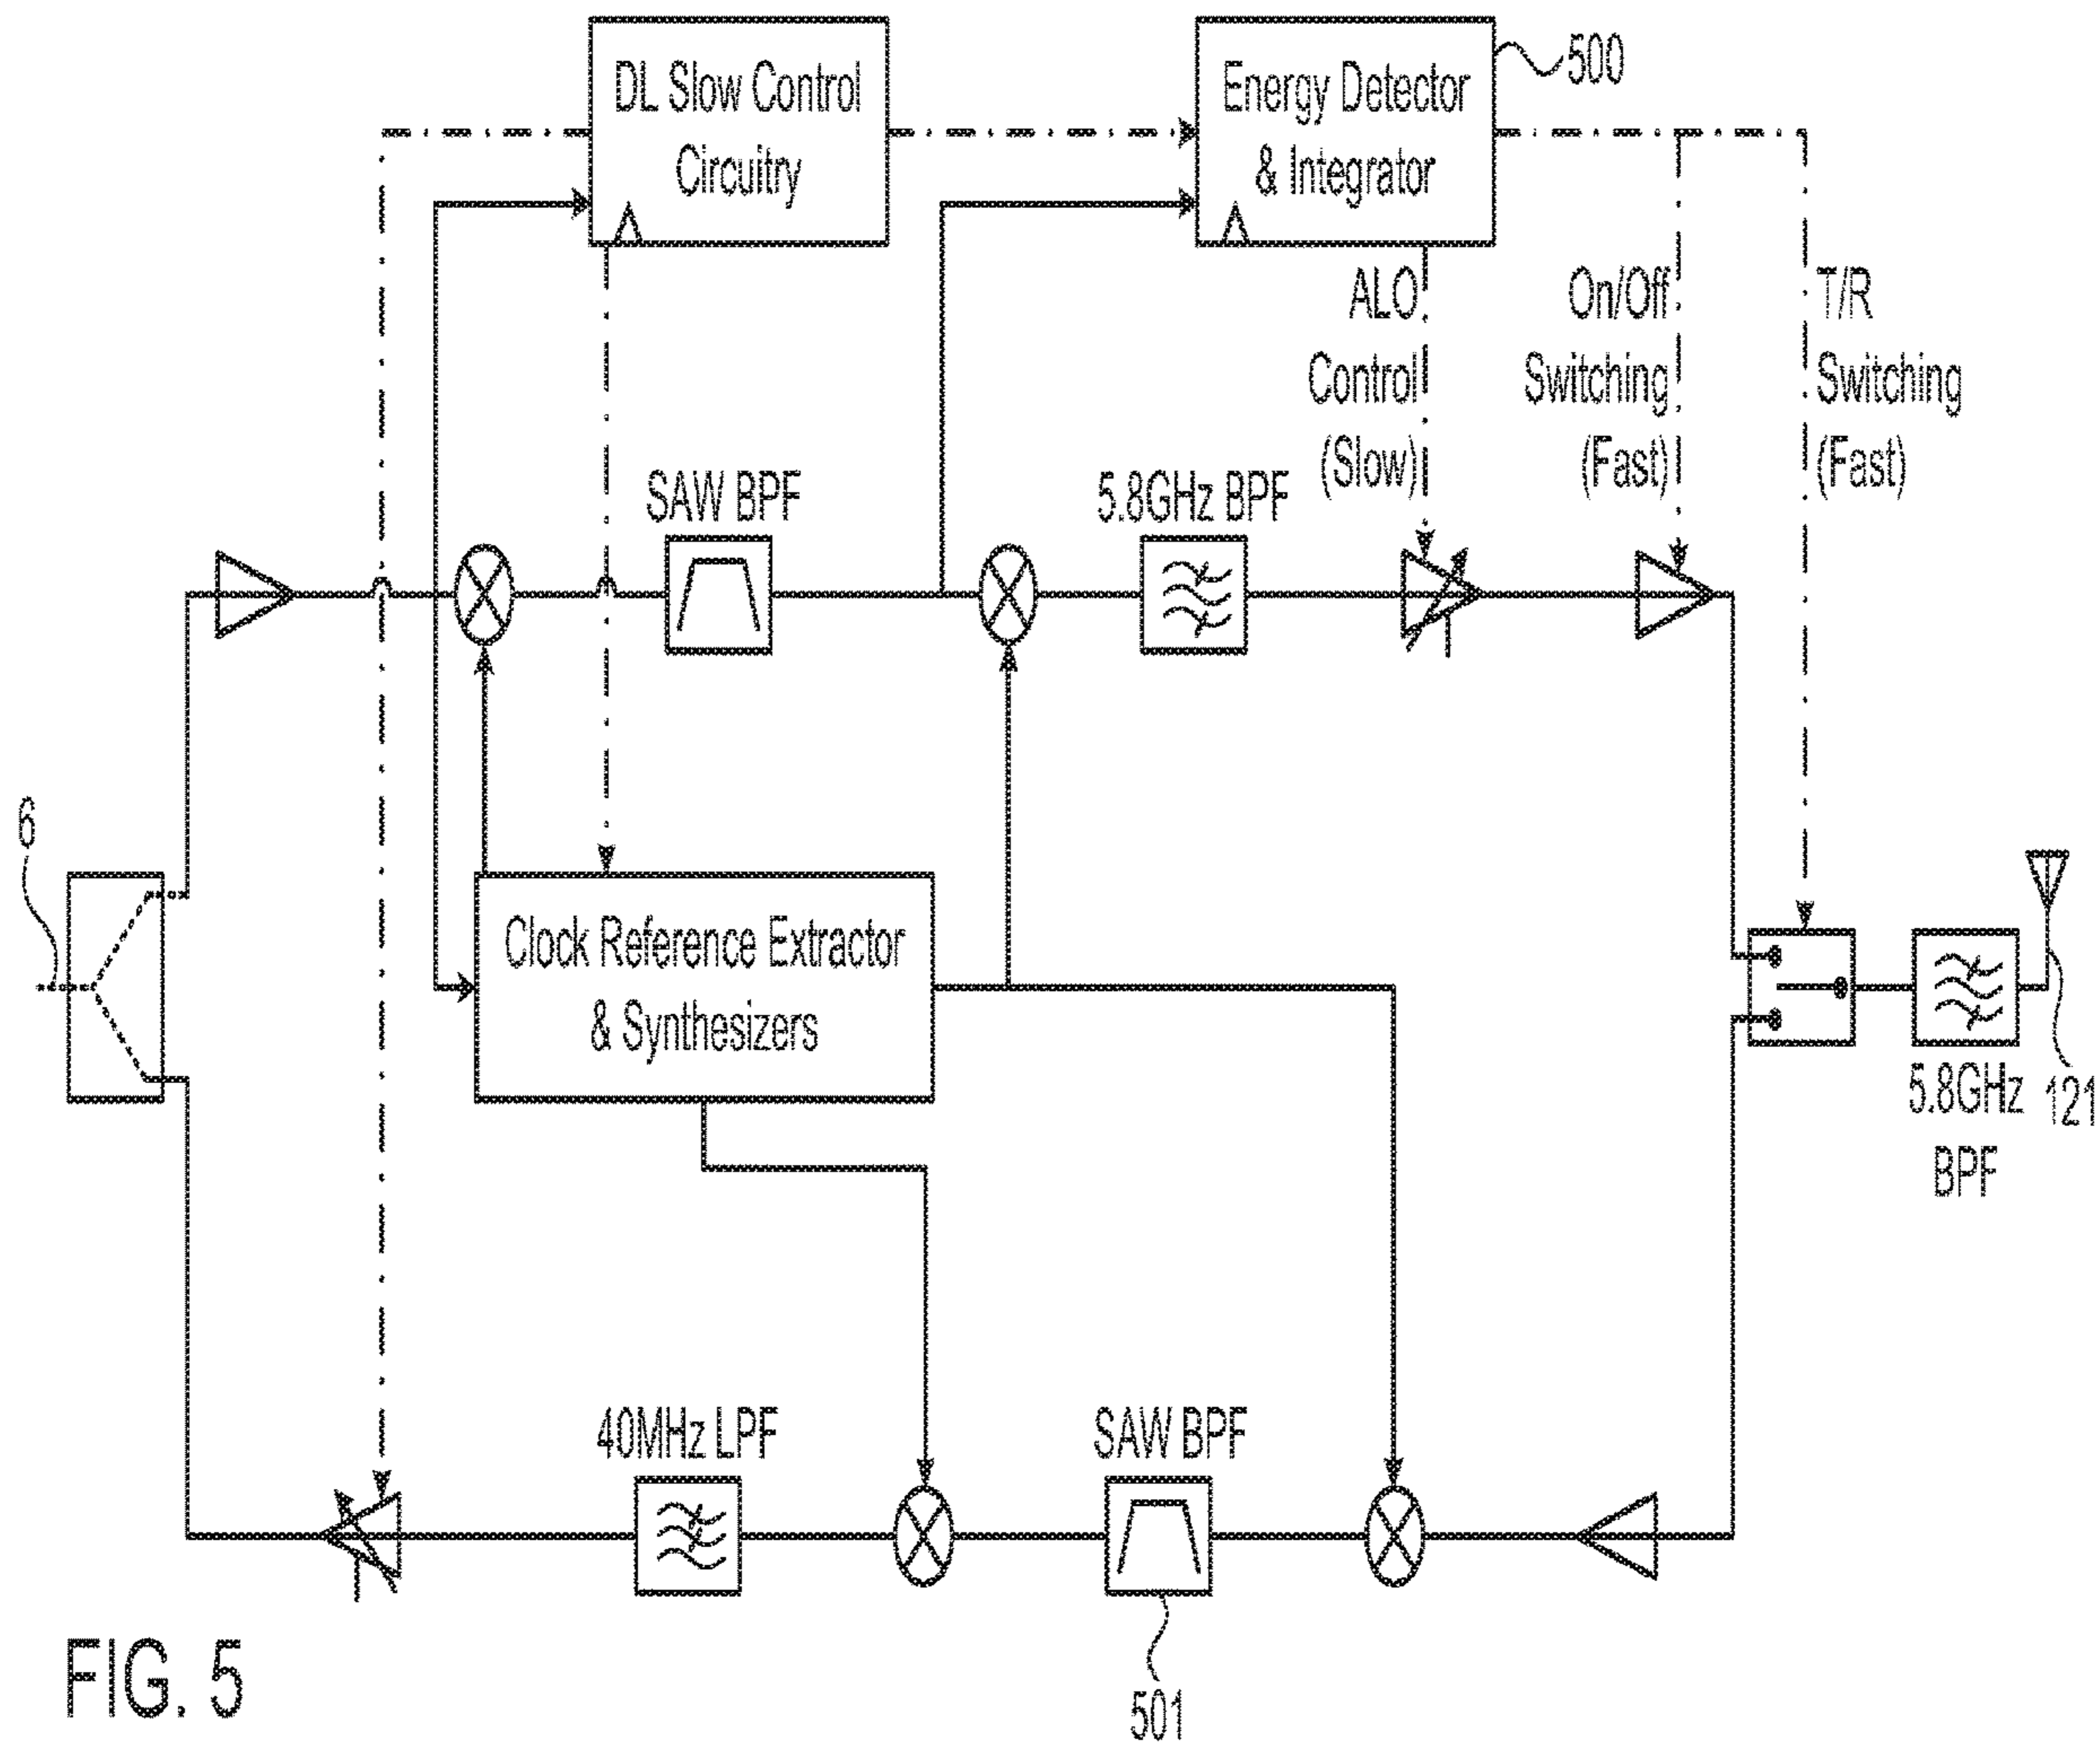 DL Slow Control
Circuitry
Energy Detector
& Integrator
500
ALO
Control
(Slow)
On/Off
Switching
(Fast)
T/R
Switching
(Fast)
SAW BPF
5.8GHz BPF
6
Clock Reference Extractor
& Synthesizers
5.8GHz
BPF
121
40MHz LPF
SAW BPF
501
FIG. 5